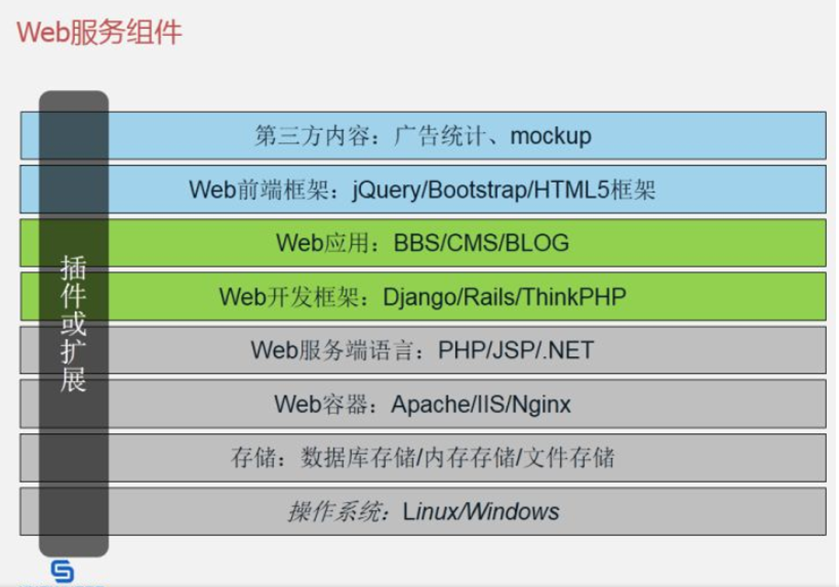 Web服务组件
第三方内容：广告统计、mockup
Web前端框架：jQuery/Bootstrap/HTML5框架
Web应用：BBS/CMS/BLOG
Web开发框架：Django/Rails/ThinkPHP
Web服务端语言：PHP/JSP/.NET
Web容器：Apache/IIS/Nginx
存储：数据库存储/内存存储/文件存储
操作系统：Linux/Windows
插件或扩展